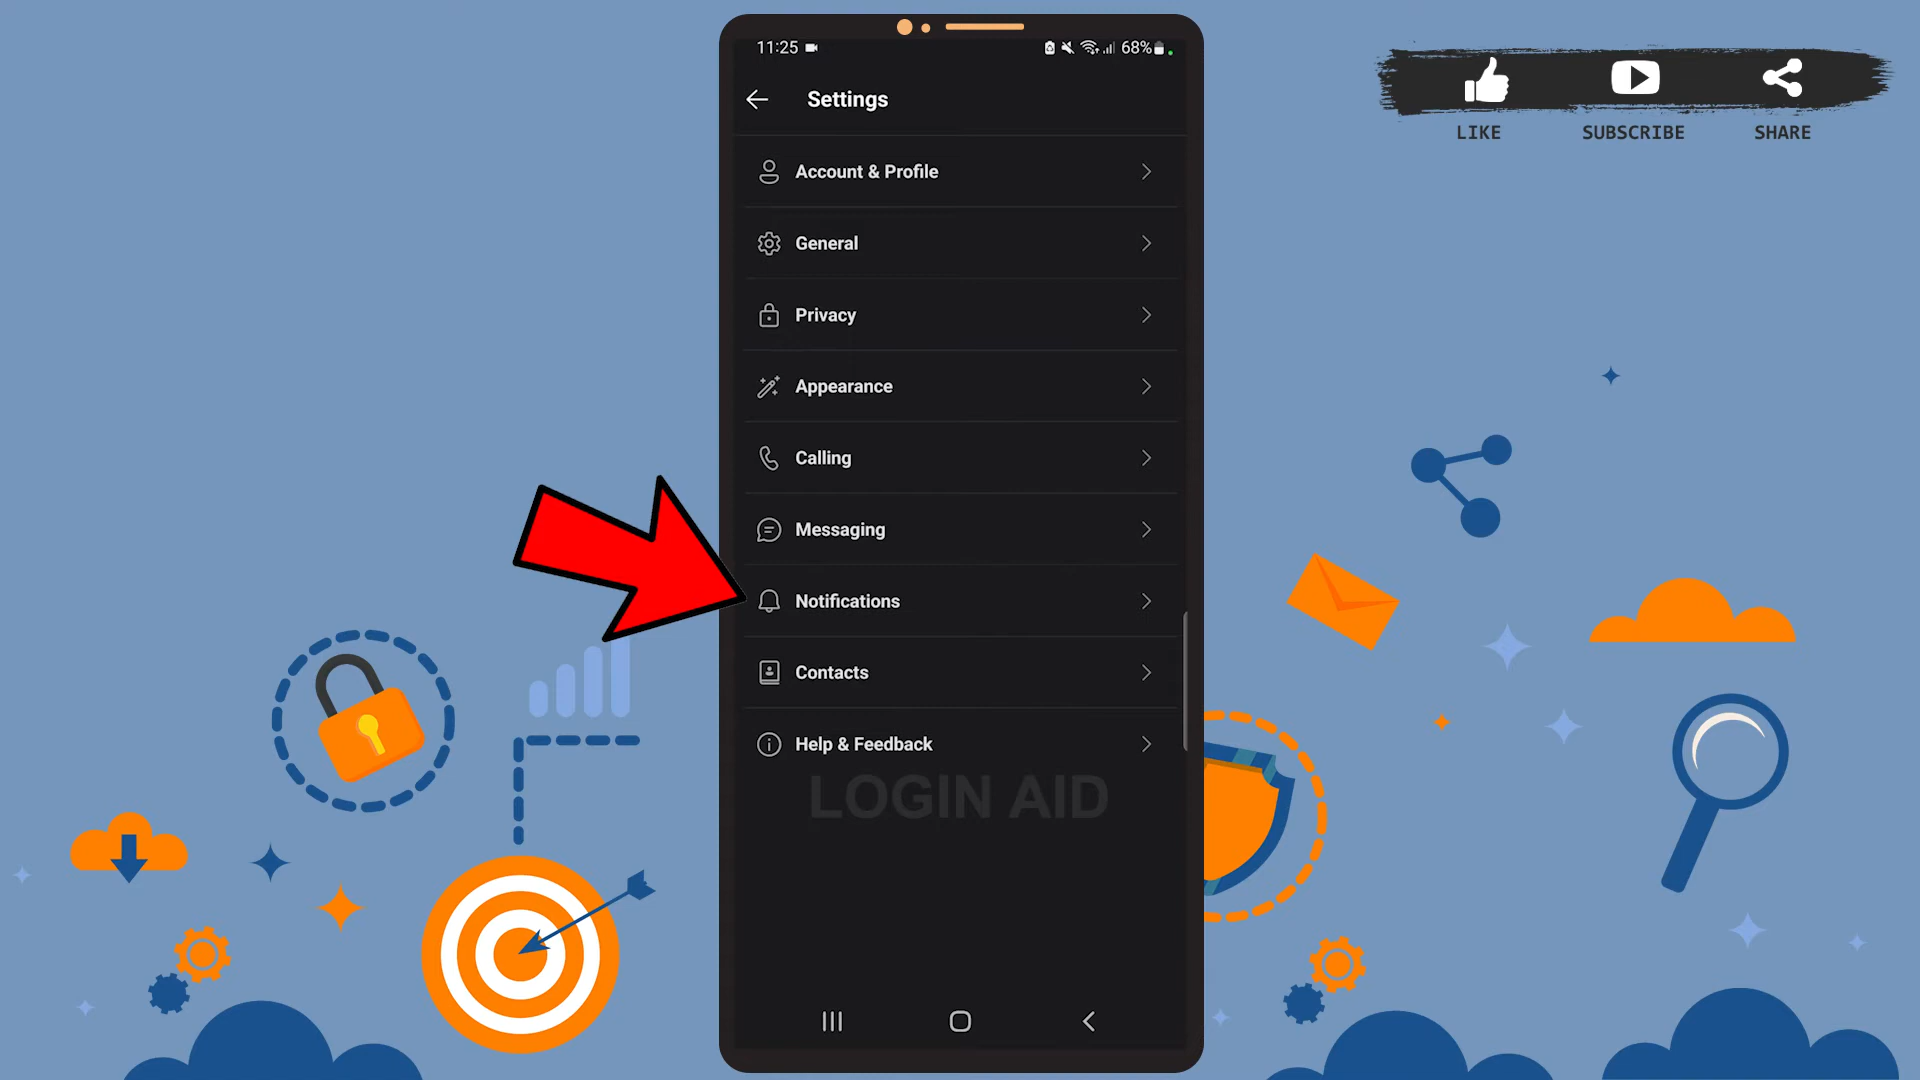 11:25
68%
LIKE
SUBSCRIBE
SHARE
Settings
Account & Profile
General
Privacy
Appearance
Calling
Messaging
Notifications
Contacts
Help & Feedback
LOGIN AID